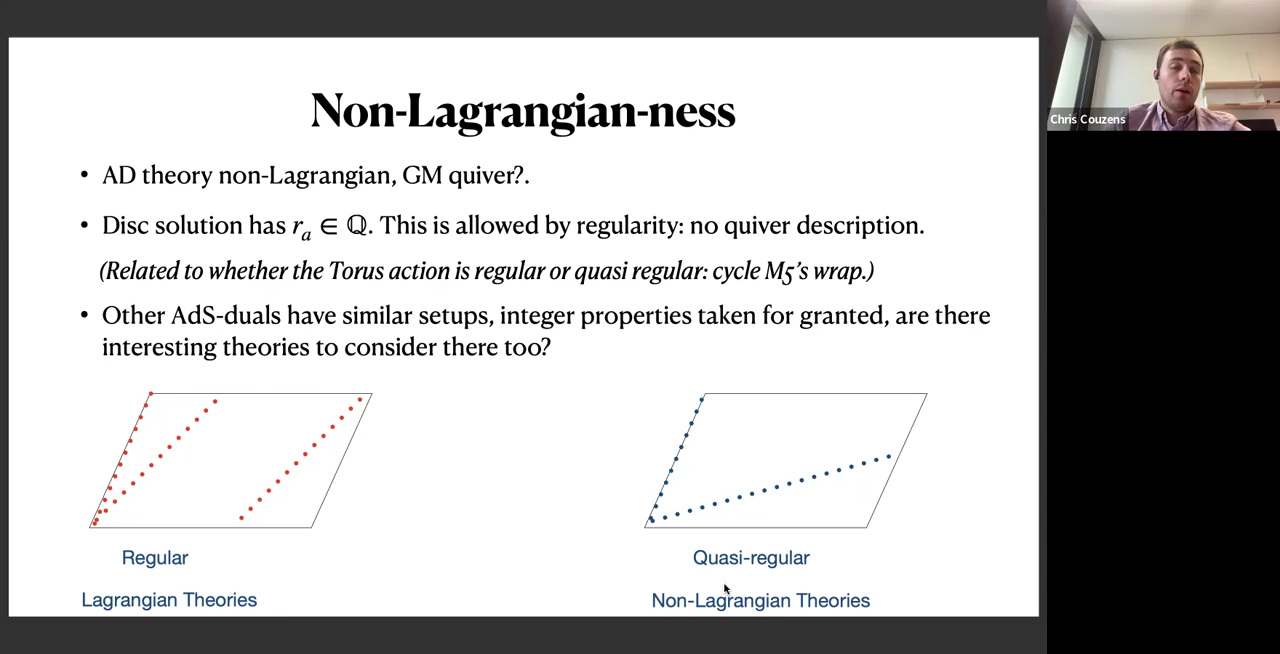 Non-Lagrangian-ness
• AD theory non-Lagrangian, GM quiver?.
• Disc solution has rₐ ∈ ℚ. This is allowed by regularity: no quiver description.
(Related to whether the Torus action is regular or quasi regular: cycle M5's wrap.)
• Other AdS-duals have similar setups, integer properties taken for granted, are there
interesting theories to consider there too?
Regular
Lagrangian Theories
Quasi-regular
Non-Lagrangian Theories
Chris Couzens